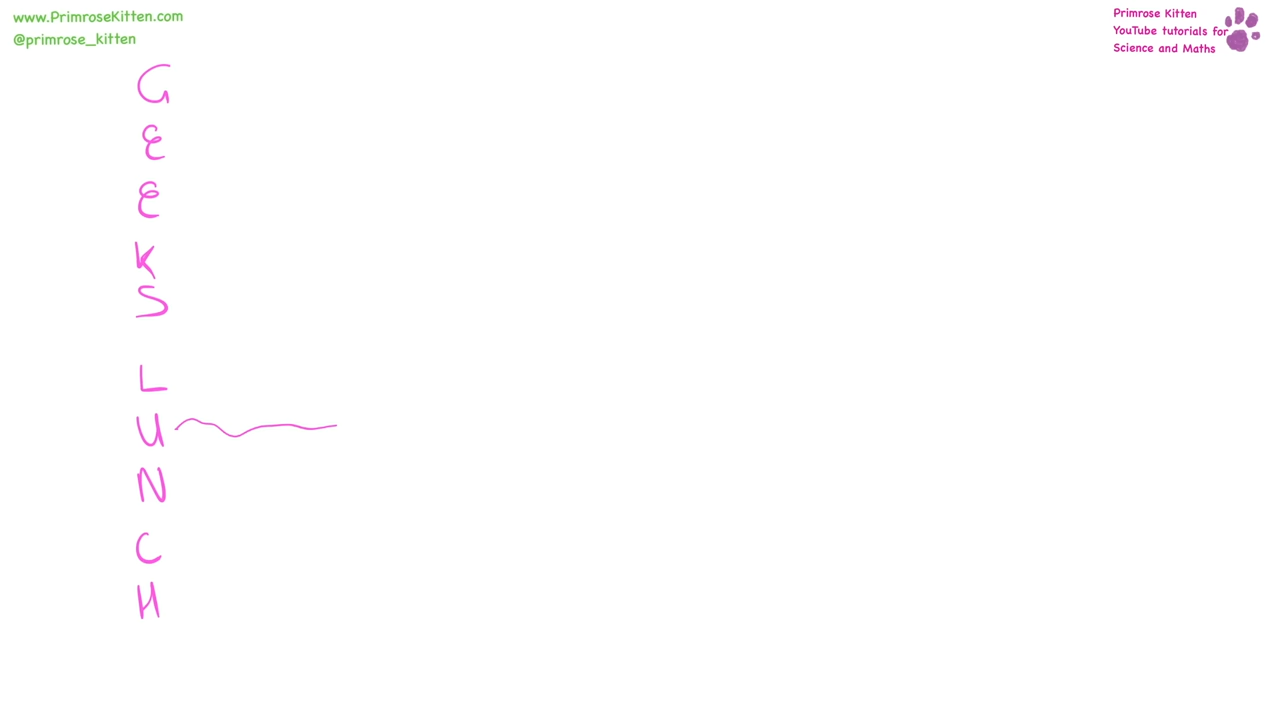 www.PrimroseKitten.com
@primrose_kitten
Primrose Kitten
YouTube tutorials for
Science and Maths
G
E
E
K
S
L
U
N
C
H